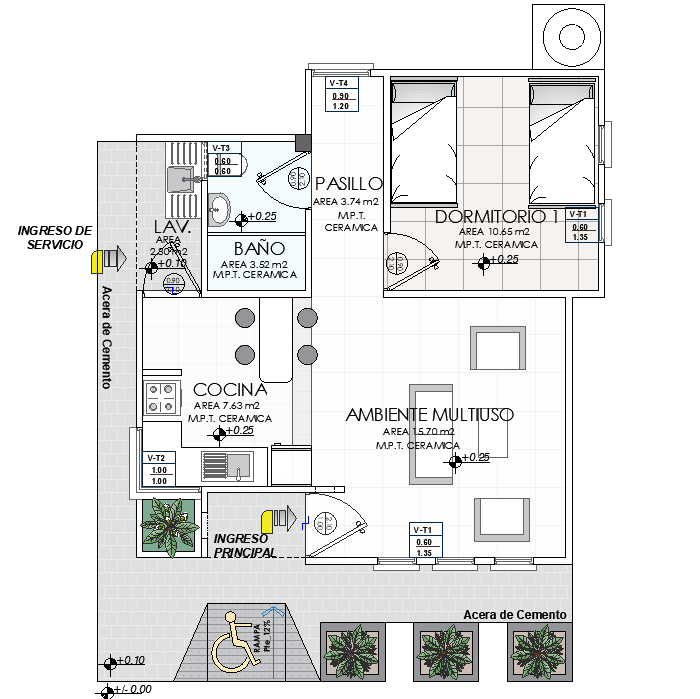 V-T4
0.90
1.20
V-T3
0.60
0.60
PASILLO
AREA 3.74 m2
M.P.T.
CERAMICA
+0.25
DORMITORIO 1
AREA 10.65 m2
M.P.T. CERAMICA
+0.25
V-T1
0.60
1.35
INGRESO DE
SERVICIO
LAV.
AREA
+0.10
0.90
BAÑO
AREA 3.52 m2
M.P.T. CERAMICA
Acera de Cemento
COCINA
AREA 7.63 m2
M.P.T. CERAMICA
+0.25
AMBIENTE MULTIUSO
AREA 15.70 m2
M.P.T. CERAMICA
+0.25
V-T2
1.00
1.00
INGRESO
PRINCIPAL
V-T1
0.60
1.35
Acera de Cemento
RAMPA
Pte. 12%
+0.10
+/- 0.00